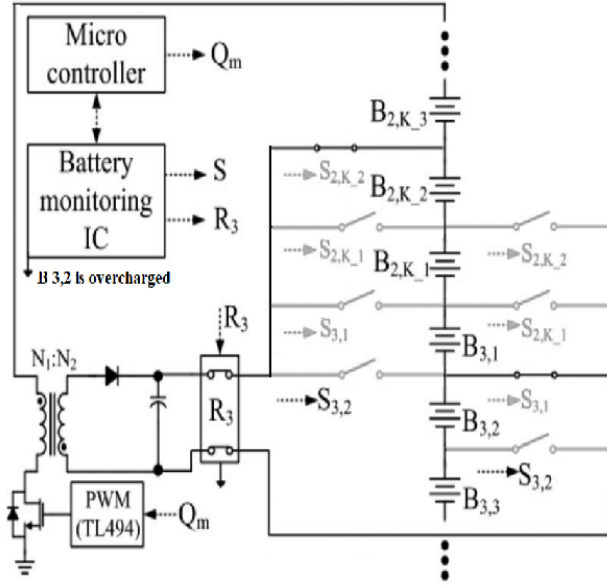 Micro
controller
Qm
Battery
monitoring
IC
S
R3
B 3,2 is overcharged
B2,K_3
B2,K_2
B2,K_1
B3,1
B3,2
B3,3
S2,K_2
S2,K_1
S3,1
S3,2
S2,K_2
S2,K_1
S3,1
S3,2
R3
R3
N1:N2
PWM
(TL494)
Qm